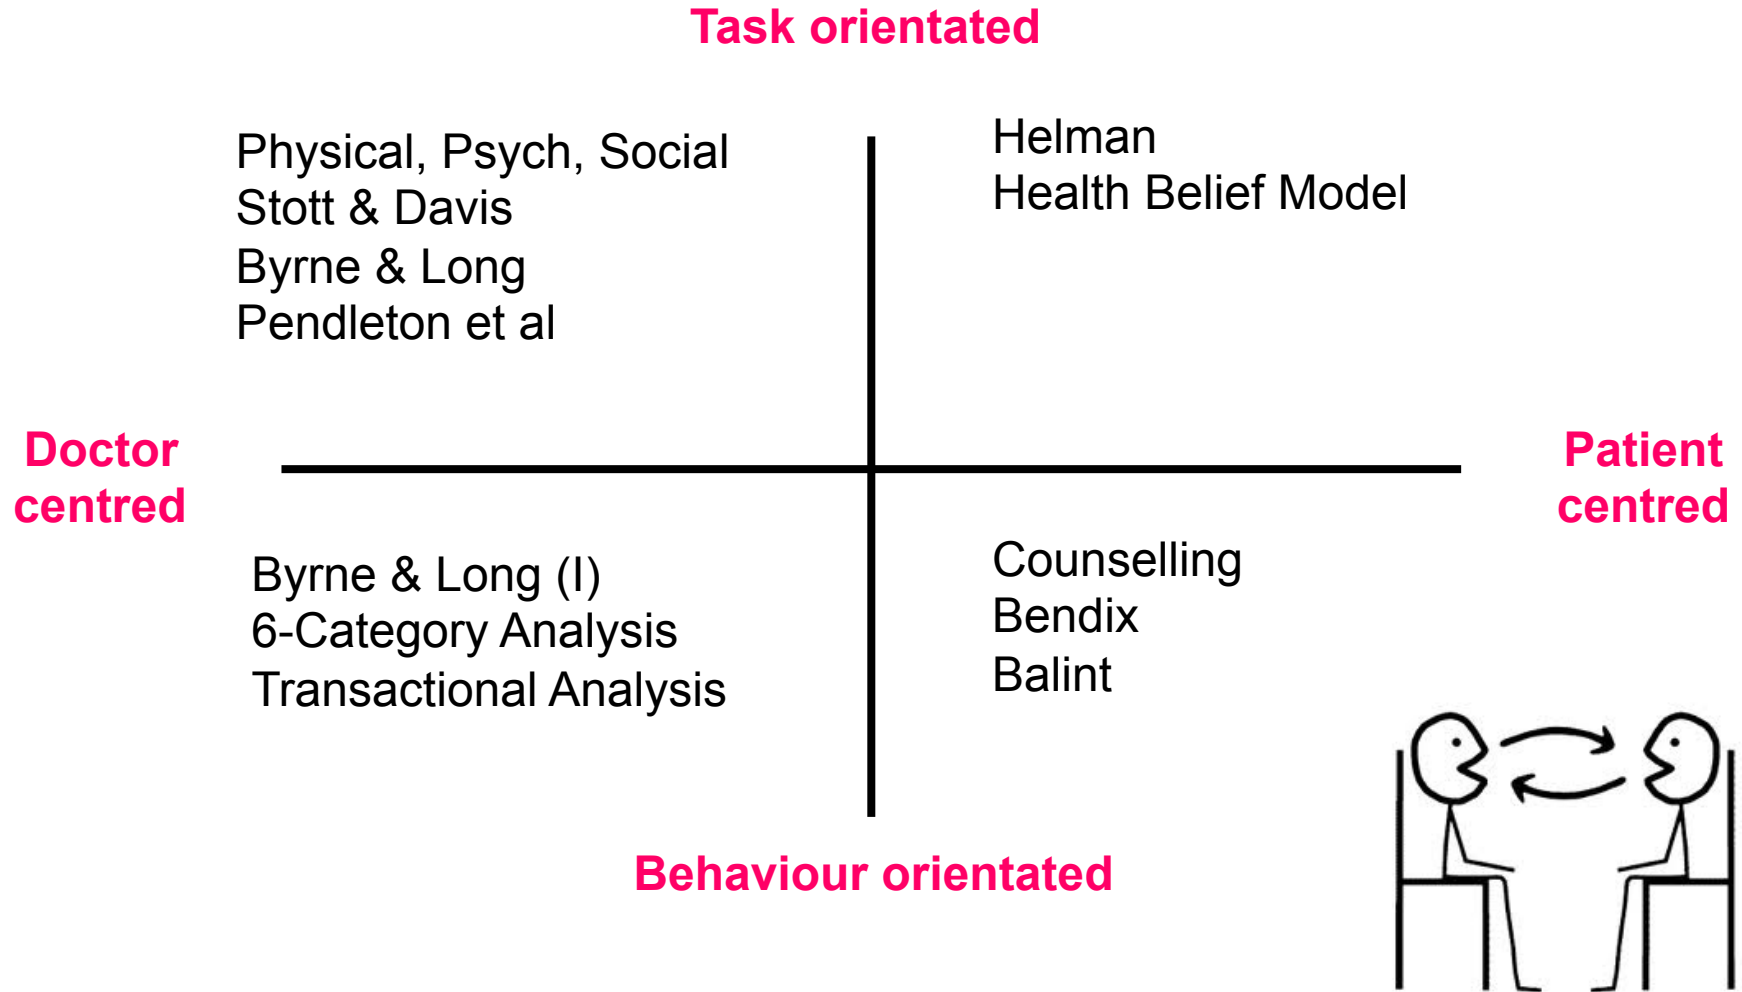 Task orientated
Physical, Psych, Social
Stott & Davis
Byrne & Long
Pendleton et al
Helman
Health Belief Model
Doctor
centred
Patient
centred
Byrne & Long (I)
6-Category Analysis
Transactional Analysis
Counselling
Bendix
Balint
Behaviour orientated